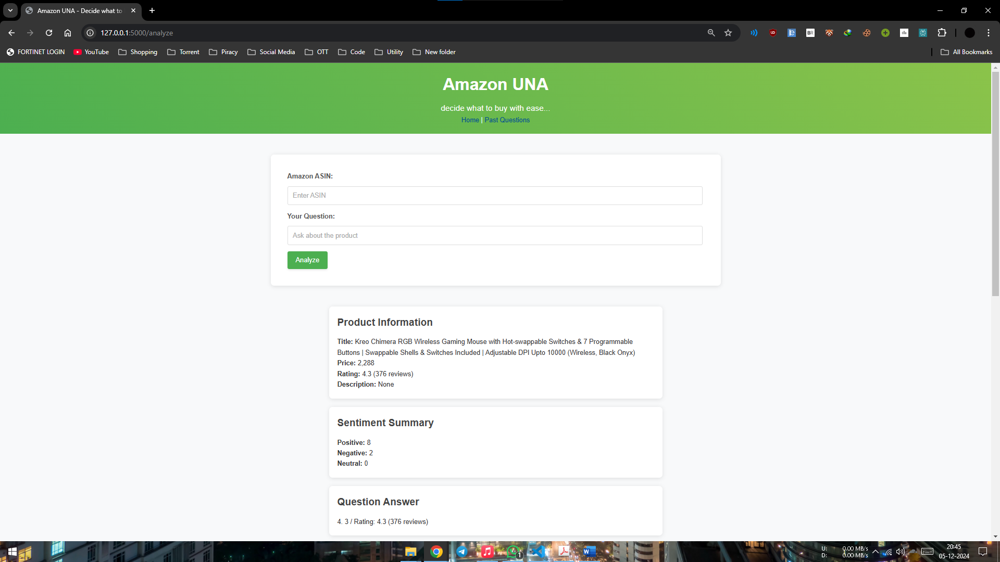 Amazon UNA - Decide what to
127.0.0.1:5000/analyze
FORTINET LOGIN YouTube Shopping Torrent Piracy Social Media OTT Code Utility New folder All Bookmarks
Amazon UNA
decide what to buy with ease...
Home | Past Questions
Amazon ASIN:
Enter ASIN
Your Question:
Ask about the product
Analyze
Product Information
Title: Kreo Chimera RGB Wireless Gaming Mouse with Hot-swappable Switches & 7 Programmable
Buttons | Swappable Shells & Switches Included | Adjustable DPI Upto 10000 (Wireless, Black Onyx)
Price: 2,288
Rating: 4.3 (376 reviews)
Description: None
Sentiment Summary
Positive: 8
Negative: 2
Neutral: 0
Question Answer
4. 3 / Rating: 4.3 (376 reviews)
U: 0.00 MB/s
D: 0.00 MB/s
20:45
05-12-2024